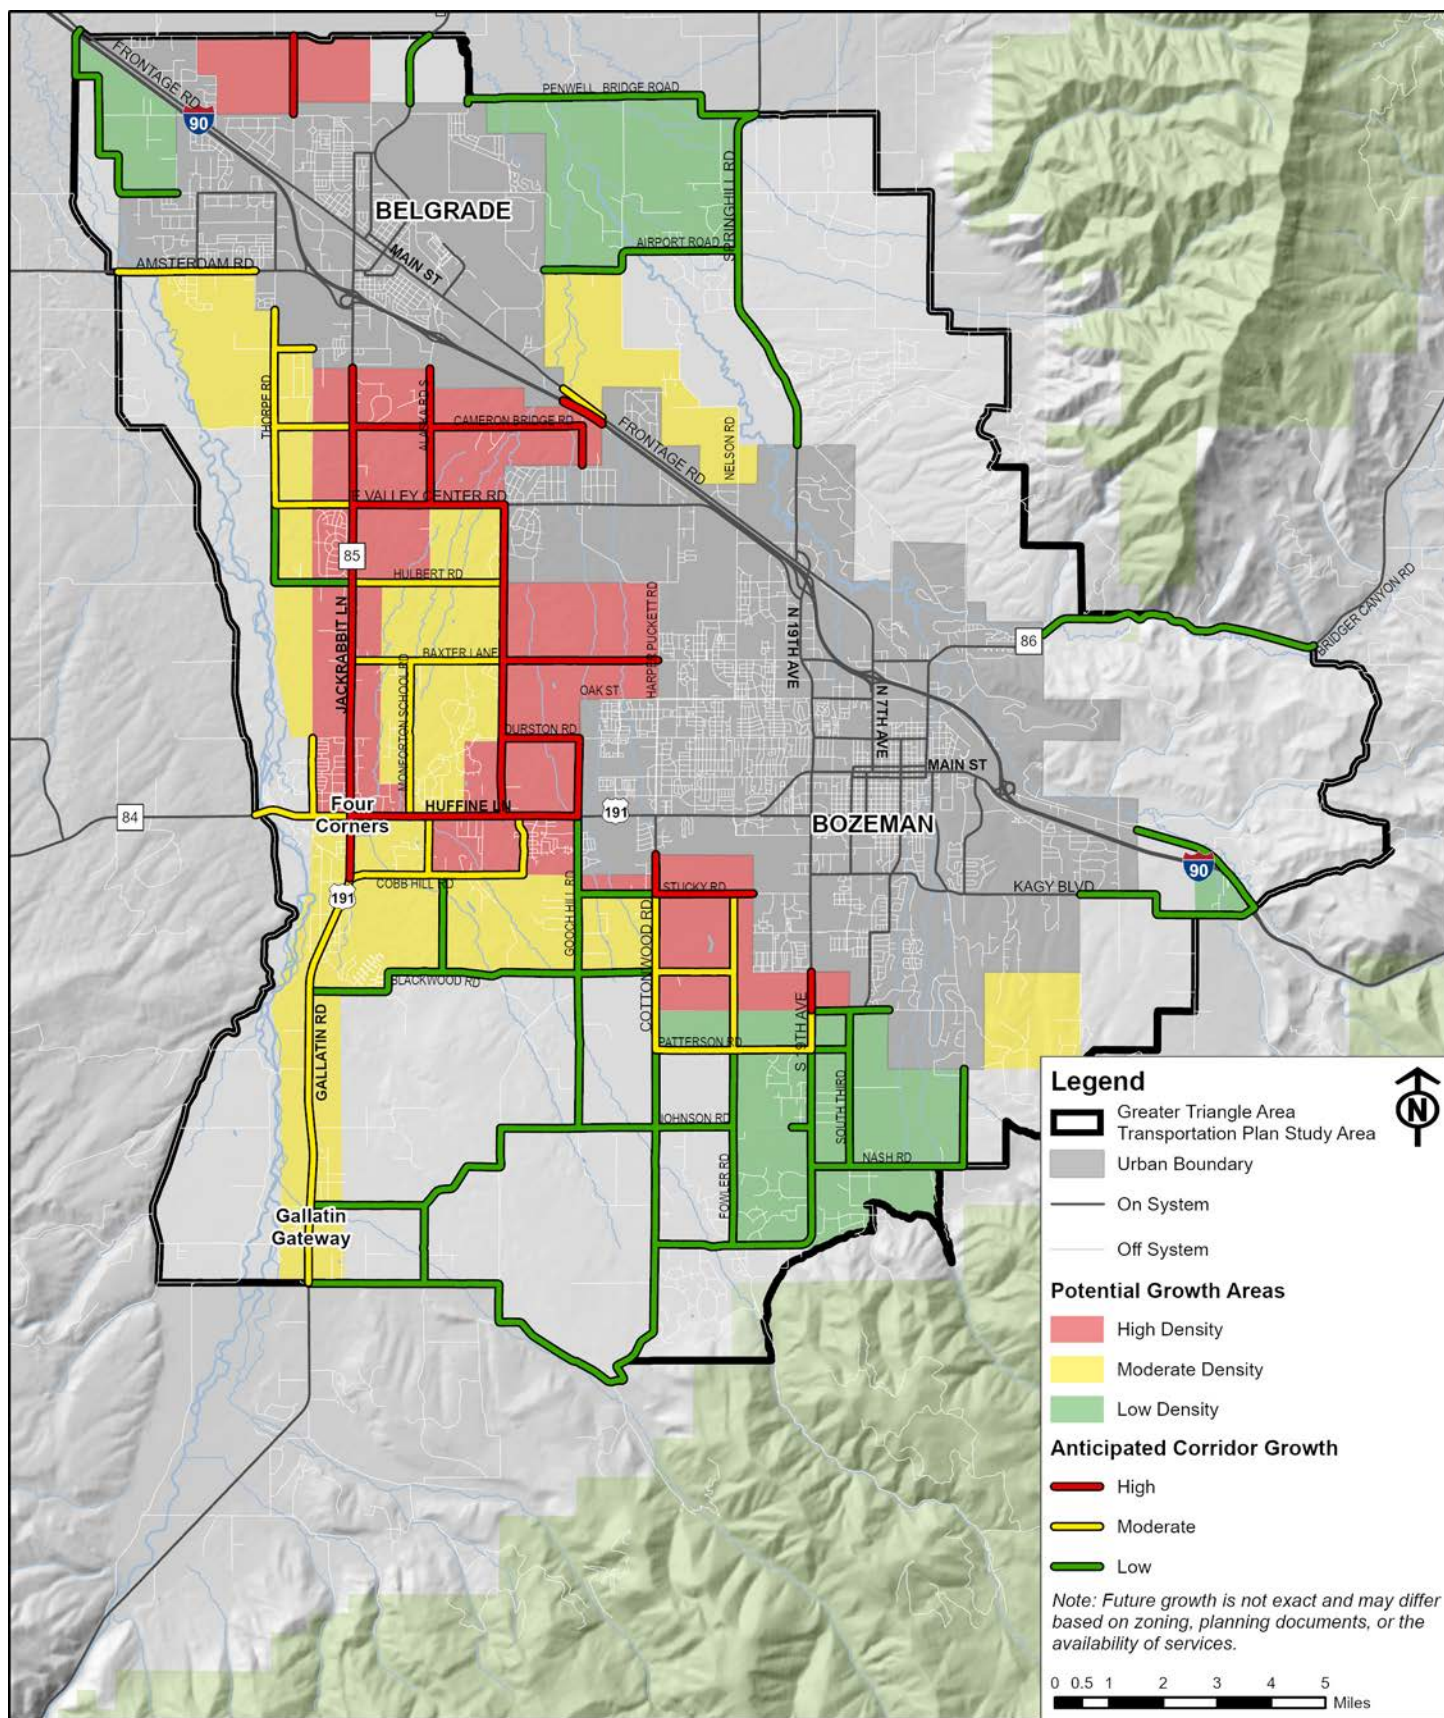 FRONTAGE RD
90
PENWELL BRIDGE ROAD
SPRINGHILL RD
BELGRADE
MAIN ST
AIRPORT ROAD
AMSTERDAM RD
THORPE RD
ALASKA RD S
CAMERON BRIDGE RD
FRONTAGE RD
NELSON RD
E VALLEY CENTER RD
85
HULBERT RD
JACKRABBIT LN
HARPER PUCKETT RD
N 19TH AVE
86
BRIDGER CANYON RD
BAXTER LANE
MONFORTON SCHOOL RD
OAK ST
N 7TH AVE
DURSTON RD
MAIN ST
84
Four
Corners
HUFFINE LN
191
BOZEMAN
90
COBB HILL RD
191
GOOCH HILL RD
STUCKY RD
KAGY BLVD
COTTONWOOD RD
BLACKWOOD RD
GALLATIN RD
S 19TH AVE
PATTERSON RD
JOHNSON RD
SOUTH THIRD
NASH RD
FOWLER RD
Gallatin
Gateway
Legend
N
Greater Triangle Area
Transportation Plan Study Area
Urban Boundary
On System
Off System
Potential Growth Areas
High Density
Moderate Density
Low Density
Anticipated Corridor Growth
High
Moderate
Low
Note: Future growth is not exact and may differ
based on zoning, planning documents, or the
availability of services.
0 0.5 1 2 3 4 5
Miles